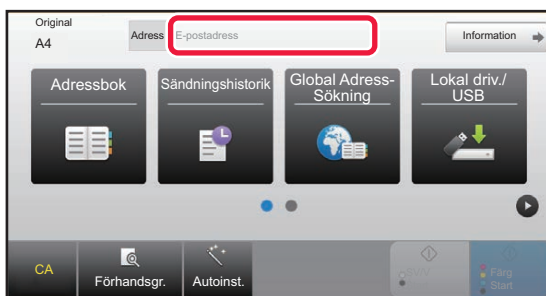 Original
A4
Adress
E-postadress
Information
Adressbok
Sändningshistorik
Global Adress-
Sökning
Lokal driv./
USB
CA
Förhandsgr.
Autoinst.
Färg
Start